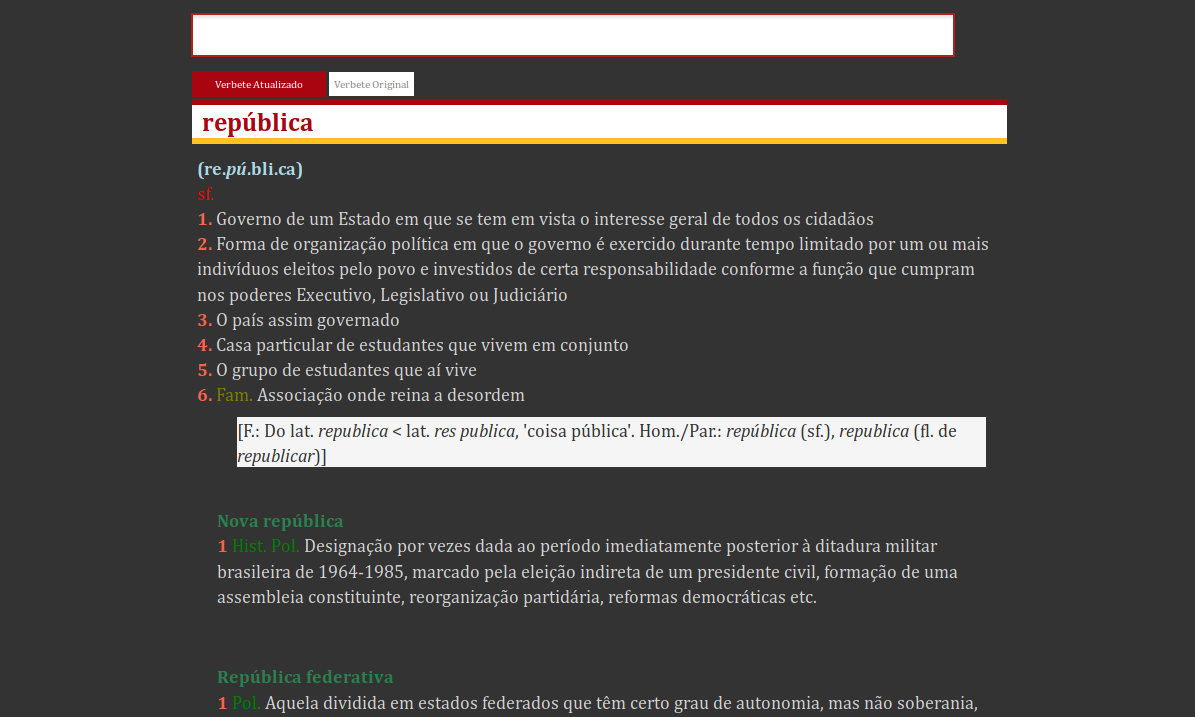 Verbete Atualizado Verbete Original
república
(re.pú.bli.ca)
sf.
1. Governo de um Estado em que se tem em vista o interesse geral de todos os cidadãos
2. Forma de organização política em que o governo é exercido durante tempo limitado por um ou mais
indivíduos eleitos pelo povo e investidos de certa responsabilidade conforme a função que cumpram
nos poderes Executivo, Legislativo ou Judiciário
3. O país assim governado
4. Casa particular de estudantes que vivem em conjunto
5. O grupo de estudantes que aí vive
6. Fam. Associação onde reina a desordem
[F.: Do lat. republica < lat. res publica, 'coisa pública'. Hom./Par.: república (sf.), republica (fl. de
republicar)]
Nova república
1 Hist. Pol. Designação por vezes dada ao período imediatamente posterior à ditadura militar
brasileira de 1964-1985, marcado pela eleição indireta de um presidente civil, formação de uma
assembleia constituinte, reorganização partidária, reformas democráticas etc.
República federativa
1 Pol. Aquela dividida em estados federados que têm certo grau de autonomia, mas não soberania,